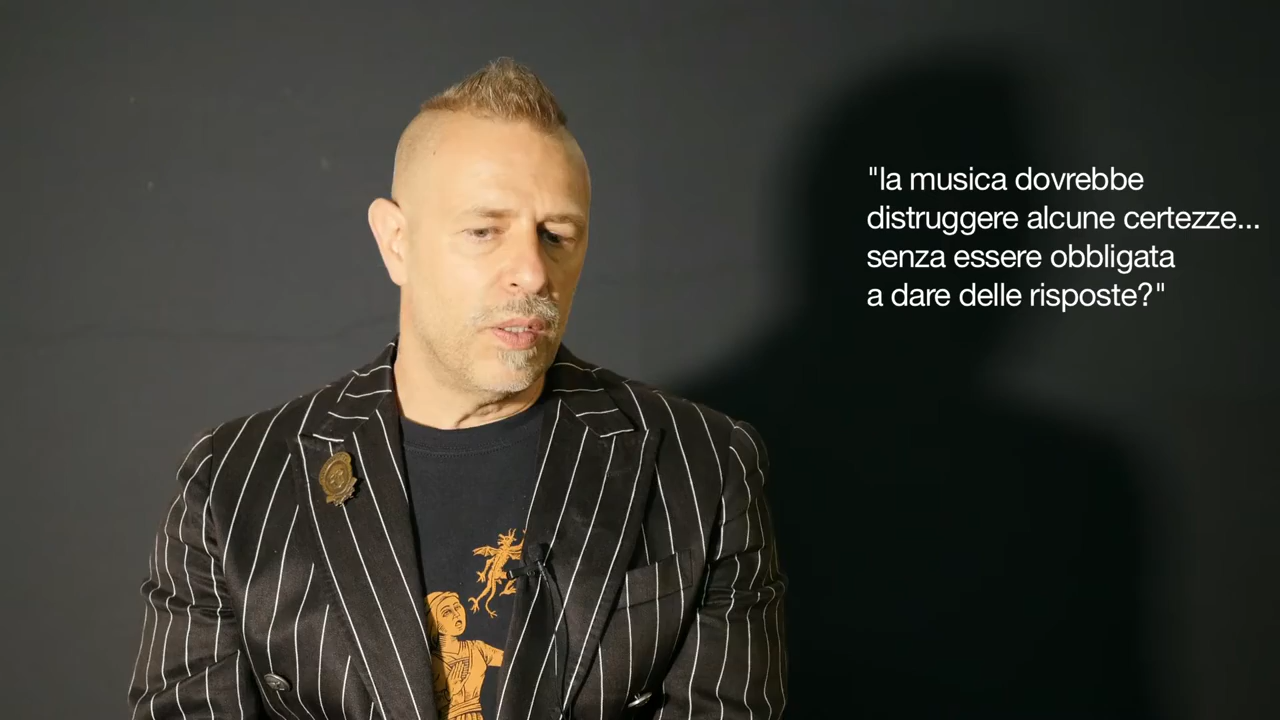 "la musica dovrebbe
distruggere alcune certezze...
senza essere obbligata
a dare delle risposte?"